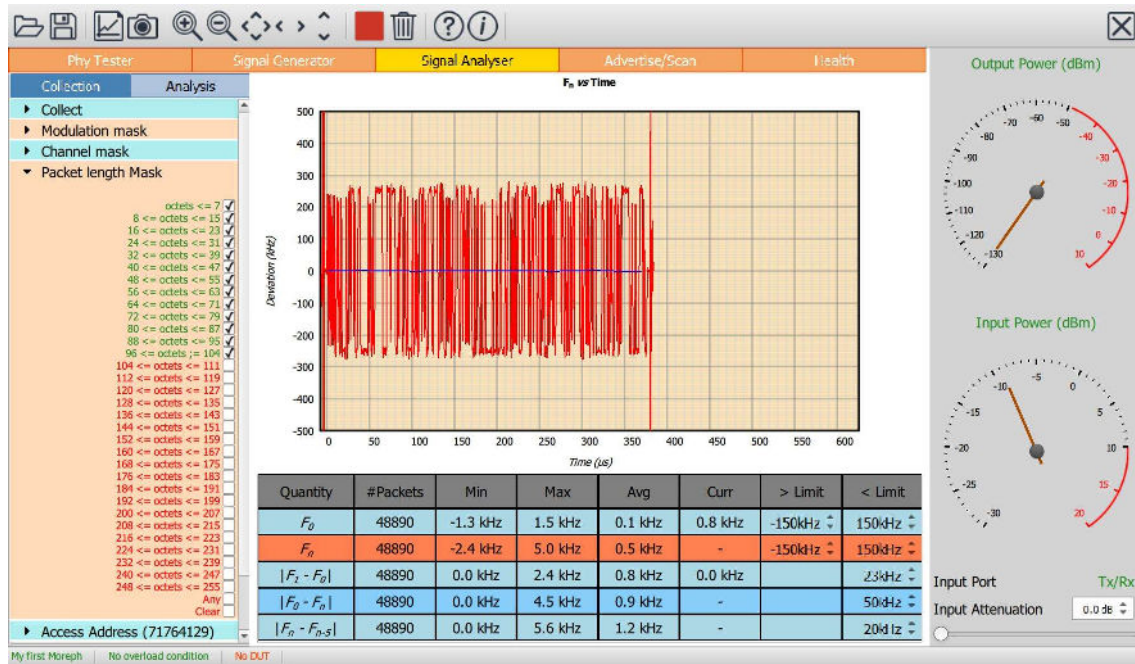 Phy Tester Signal Generator Signal Analyser Advertise/Scan Health
Collection Analysis
Collect
Modulation mask
Channel mask
Packet length Mask
octets <= 7
8 <= octets <= 15
16 <= octets <= 23
24 <= octets <= 31
32 <= octets <= 39
40 <= octets <= 47
48 <= octets <= 55
56 <= octets <= 63
64 <= octets <= 71
72 <= octets <= 79
80 <= octets <= 87
88 <= octets <= 95
96 <= octets ;= 104
104 <= octets <= 111
112 <= octets <= 119
120 <= octets <= 127
128 <= octets <= 135
136 <= octets <= 143
144 <= octets <= 151
152 <= octets <= 159
160 <= octets <= 167
168 <= octets <= 175
176 <= octets <= 183
184 <= octets <= 191
192 <= octets <= 199
200 <= octets <= 207
208 <= octets <= 215
216 <= octets <= 223
224 <= octets <= 231
232 <= octets <= 239
240 <= octets <= 247
248 <= octets <= 255
Any
Clear
Access Address (71764129)
Fn vs Time
500
400
300
200
100
0
-100
-200
-300
-400
-500
Deviation (kHz)
0 50 100 150 200 250 300 350 400 450 500 550 600
Time (µs)
Quantity #Packets Min Max Avg Curr > Limit < Limit
F0 48890 -1.3 kHz 1.5 kHz 0.1 kHz 0.8 kHz -150kHz 150kHz
Fn 48890 -2.4 kHz 5.0 kHz 0.5 kHz - -150kHz 150kHz
|F1 - F0| 48890 0.0 kHz 2.4 kHz 0.8 kHz 0.0 kHz 23kHz
|F0 - Fn| 48890 0.0 kHz 4.5 kHz 0.9 kHz - 50kHz
|Fn - Fn-5| 48890 0.0 kHz 5.6 kHz 1.2 kHz - 20kHz
Output Power (dBm)
-130 -120 -110 -100 -90 -80 -70 -60 -50 -40 -30 -20 -10 0 10
Input Power (dBm)
-30 -25 -20 -15 -10 -5 0 5 10 15 20
Input Port Tx/Rx
Input Attenuation 0.0 dB
My first Moreph No overload condition No DUT